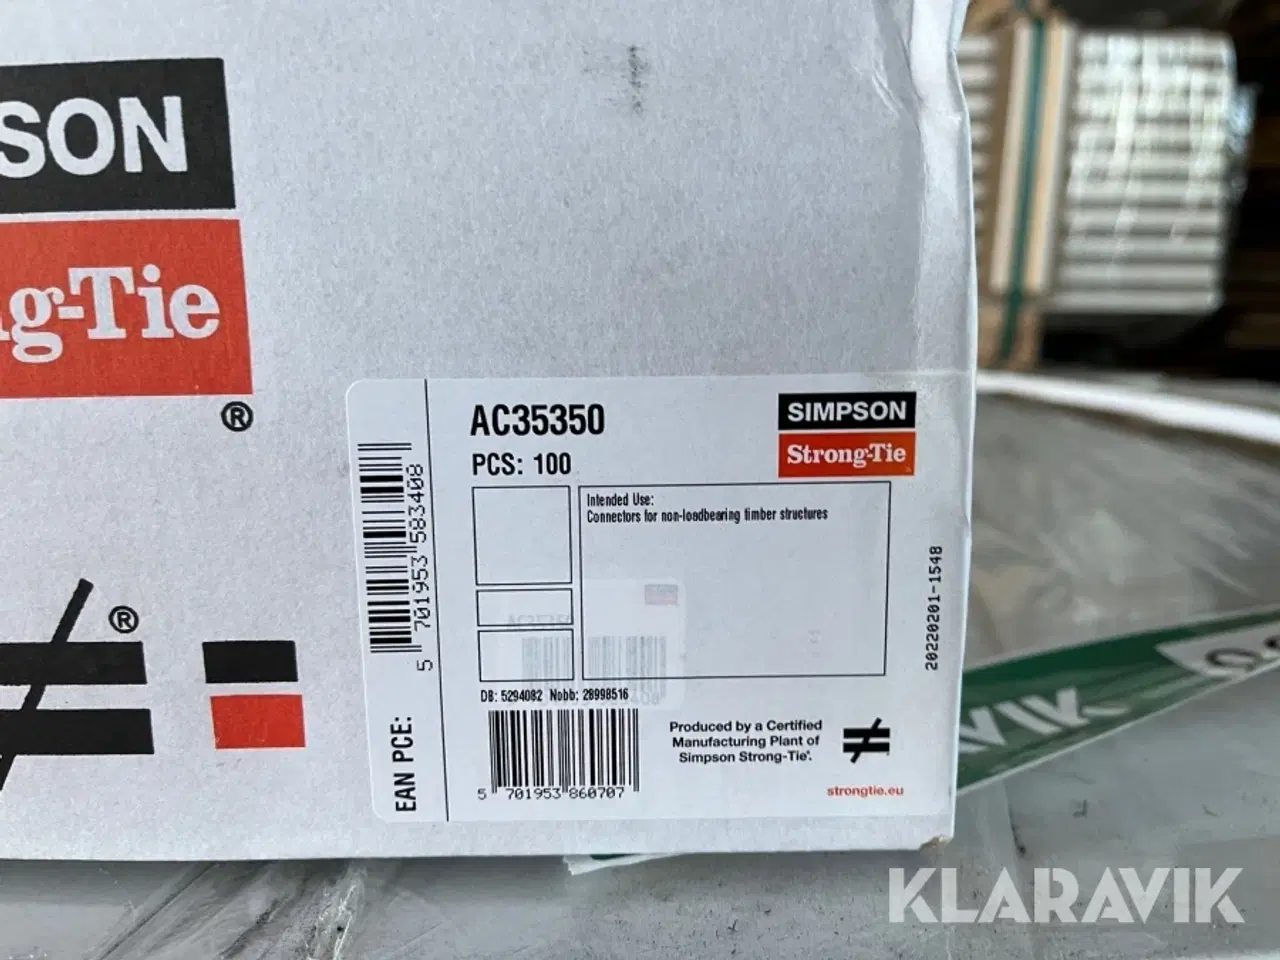 SON
g-Tie
®
®
AC35350
PCS: 100
SIMPSON
Strong-Tie
Intended Use:
Connectors for non-loadbearing timber structures
5 701953 583408
EAN PCE:
20220201-1548
AC35350
DB: 5294082 Nobb: 28998516
5 701953 860707
Produced by a Certified
Manufacturing Plant of
Simpson Strong-Tie®.
strongtie.eu
AVIK
KLARAVIK